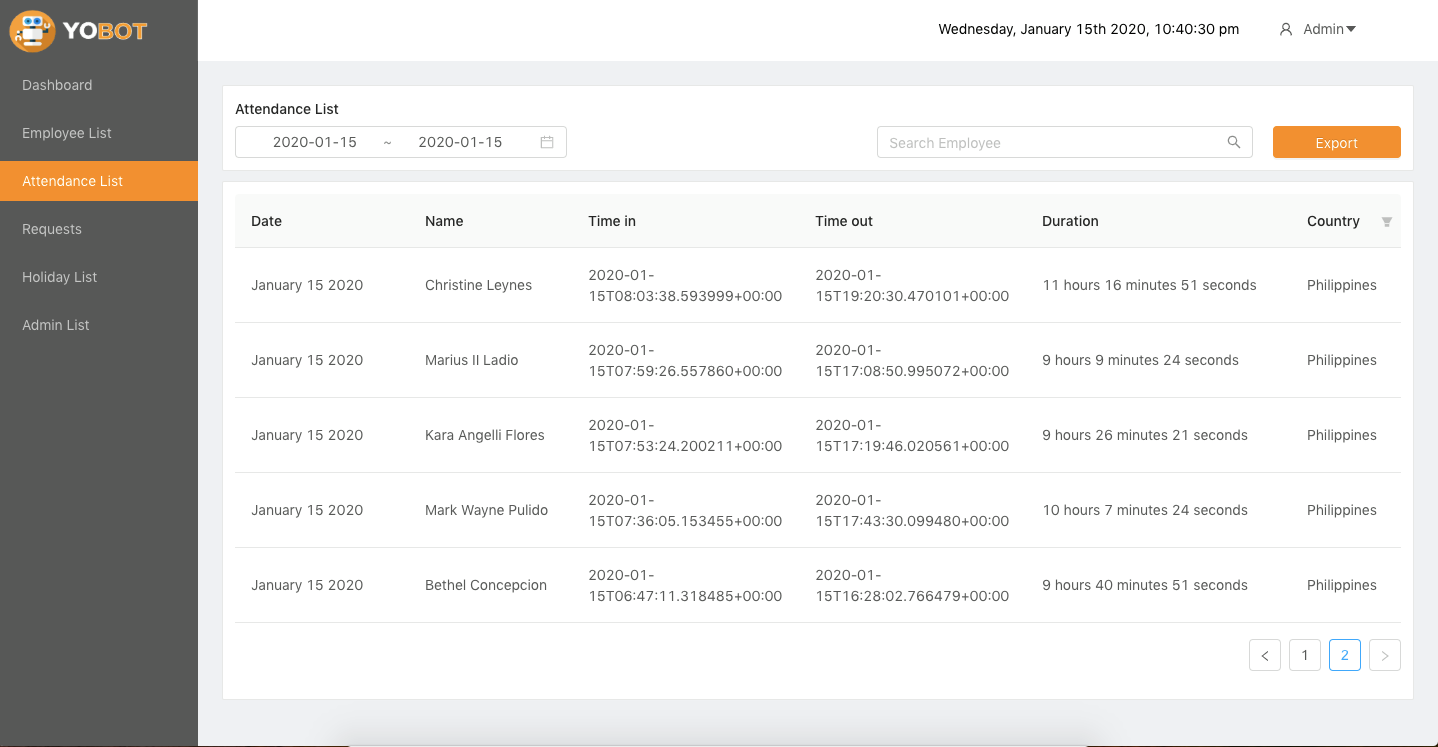 YOBOT
Wednesday, January 15th 2020, 10:40:30 pm
Admin
Dashboard
Employee List
Attendance List
Requests
Holiday List
Admin List
Attendance List
2020-01-15 ~ 2020-01-15
Search Employee
Export
Date Name Time in Time out Duration Country
January 15 2020 Christine Leynes 2020-01-15T08:03:38.593999+00:00 2020-01-15T19:20:30.470101+00:00 11 hours 16 minutes 51 seconds Philippines
January 15 2020 Marius II Ladio 2020-01-15T07:59:26.557860+00:00 2020-01-15T17:08:50.995072+00:00 9 hours 9 minutes 24 seconds Philippines
January 15 2020 Kara Angelli Flores 2020-01-15T07:53:24.200211+00:00 2020-01-15T17:19:46.020561+00:00 9 hours 26 minutes 21 seconds Philippines
January 15 2020 Mark Wayne Pulido 2020-01-15T07:36:05.153455+00:00 2020-01-15T17:43:30.099480+00:00 10 hours 7 minutes 24 seconds Philippines
January 15 2020 Bethel Concepcion 2020-01-15T06:47:11.318485+00:00 2020-01-15T16:28:02.766479+00:00 9 hours 40 minutes 51 seconds Philippines
< 1 2 >